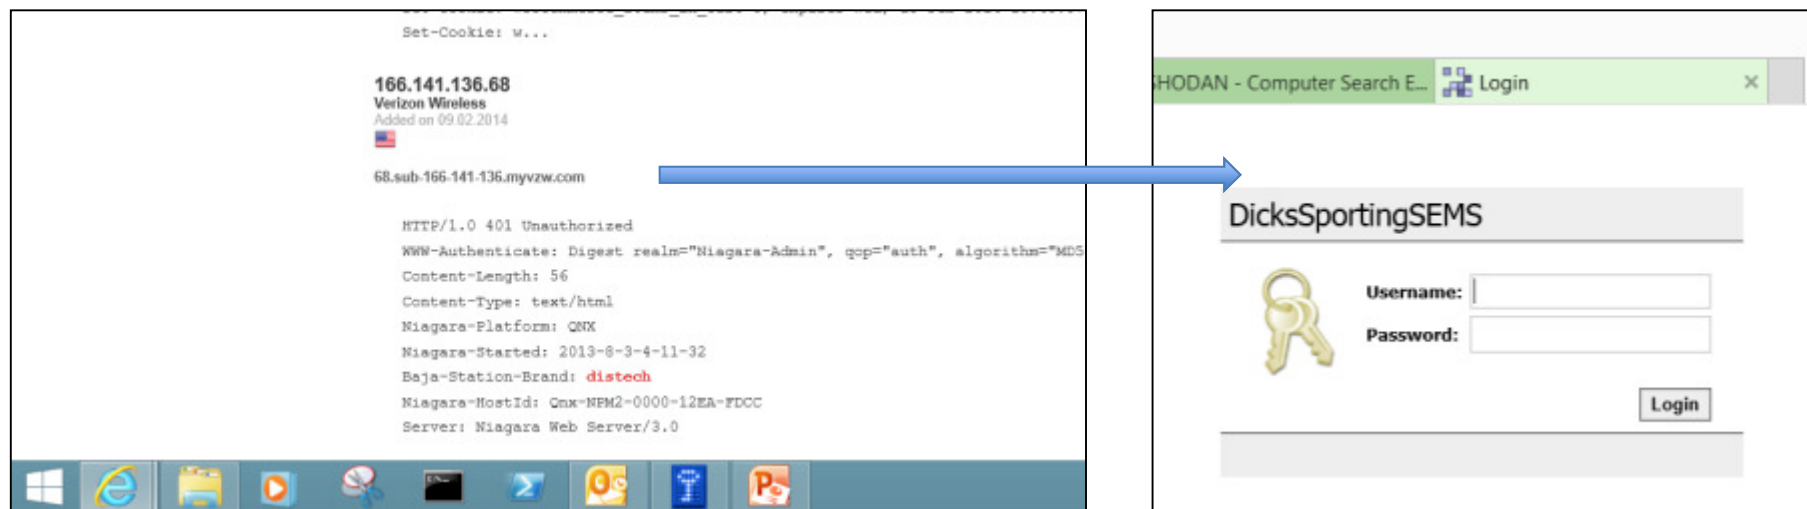 Set-Cookie: w...
166.141.136.68
Verizon Wireless
Added on 09.02.2014
68.sub-166-141-136.myvzw.com
HTTP/1.0 401 Unauthorized
WWW-Authenticate: Digest realm="Niagara-Admin", qop="auth", algorithm="MD5
Content-Length: 56
Content-Type: text/html
Niagara-Platform: QNX
Niagara-Started: 2013-8-3-4-11-32
Baja-Station-Brand: distech
Niagara-HostId: Qnx-NPM2-0000-12EA-FDCC
Server: Niagara Web Server/3.0
SHODAN - Computer Search E...
Login
DicksSportingSEMS
Username:
Password:
Login